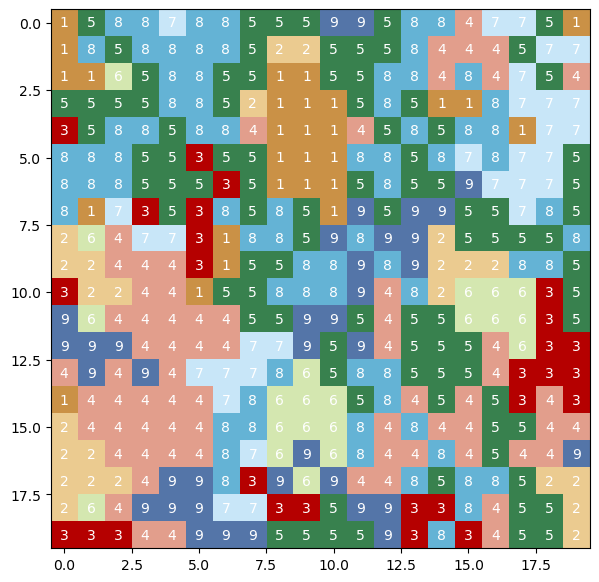 0.0 1 5 8 8 7 8 8 5 5 5 9 9 5 8 8 4 7 7 5 1
1 8 5 8 8 8 8 5 2 2 5 5 5 8 4 4 4 5 7 7
1 1 6 5 8 8 5 5 1 1 5 5 8 8 4 8 4 7 5 4
2.5
5 5 5 5 8 8 5 2 1 1 1 5 8 5 1 1 8 7 7 7
3 5 8 8 5 8 8 4 1 1 1 4 5 8 5 8 8 1 7 7
5.0 8 8 8 5 5 3 5 5 1 1 1 8 8 5 8 7 8 7 7 5
8 8 8 5 5 5 3 5 1 1 1 5 8 5 5 9 7 7 7 5
8 1 7 3 5 3 8 5 8 5 1 9 5 9 9 5 5 7 8 5
7.5
2 6 4 7 7 3 1 8 8 5 9 8 9 9 2 5 5 5 5 8
2 2 4 4 4 3 1 5 5 8 8 9 8 9 2 2 2 8 8 5
10.0 3 2 2 4 4 1 5 5 8 8 8 9 4 8 2 6 6 6 3 5
9 6 4 4 4 4 4 5 5 9 9 5 4 5 5 6 6 6 3 5
9 9 9 4 4 4 4 7 7 9 5 9 4 5 5 5 4 6 3 3
12.5
4 9 4 9 4 7 7 7 8 6 5 8 8 5 5 5 4 3 3 3
1 4 4 4 4 4 7 8 6 6 6 5 8 4 5 4 5 3 4 3
15.0 2 4 4 4 4 4 8 8 6 6 6 8 4 8 4 4 5 5 4 4
2 2 4 4 4 4 8 7 6 9 6 8 4 4 8 4 5 4 4 9
2 2 2 4 9 9 8 3 9 6 9 4 4 8 5 8 8 5 2 2
17.5
2 6 4 9 9 9 7 7 3 3 5 9 9 3 3 8 4 5 5 2
3 3 3 4 4 9 9 9 5 5 5 5 9 3 8 3 4 5 5 2
0.0 2.5 5.0 7.5 10.0 12.5 15.0 17.5